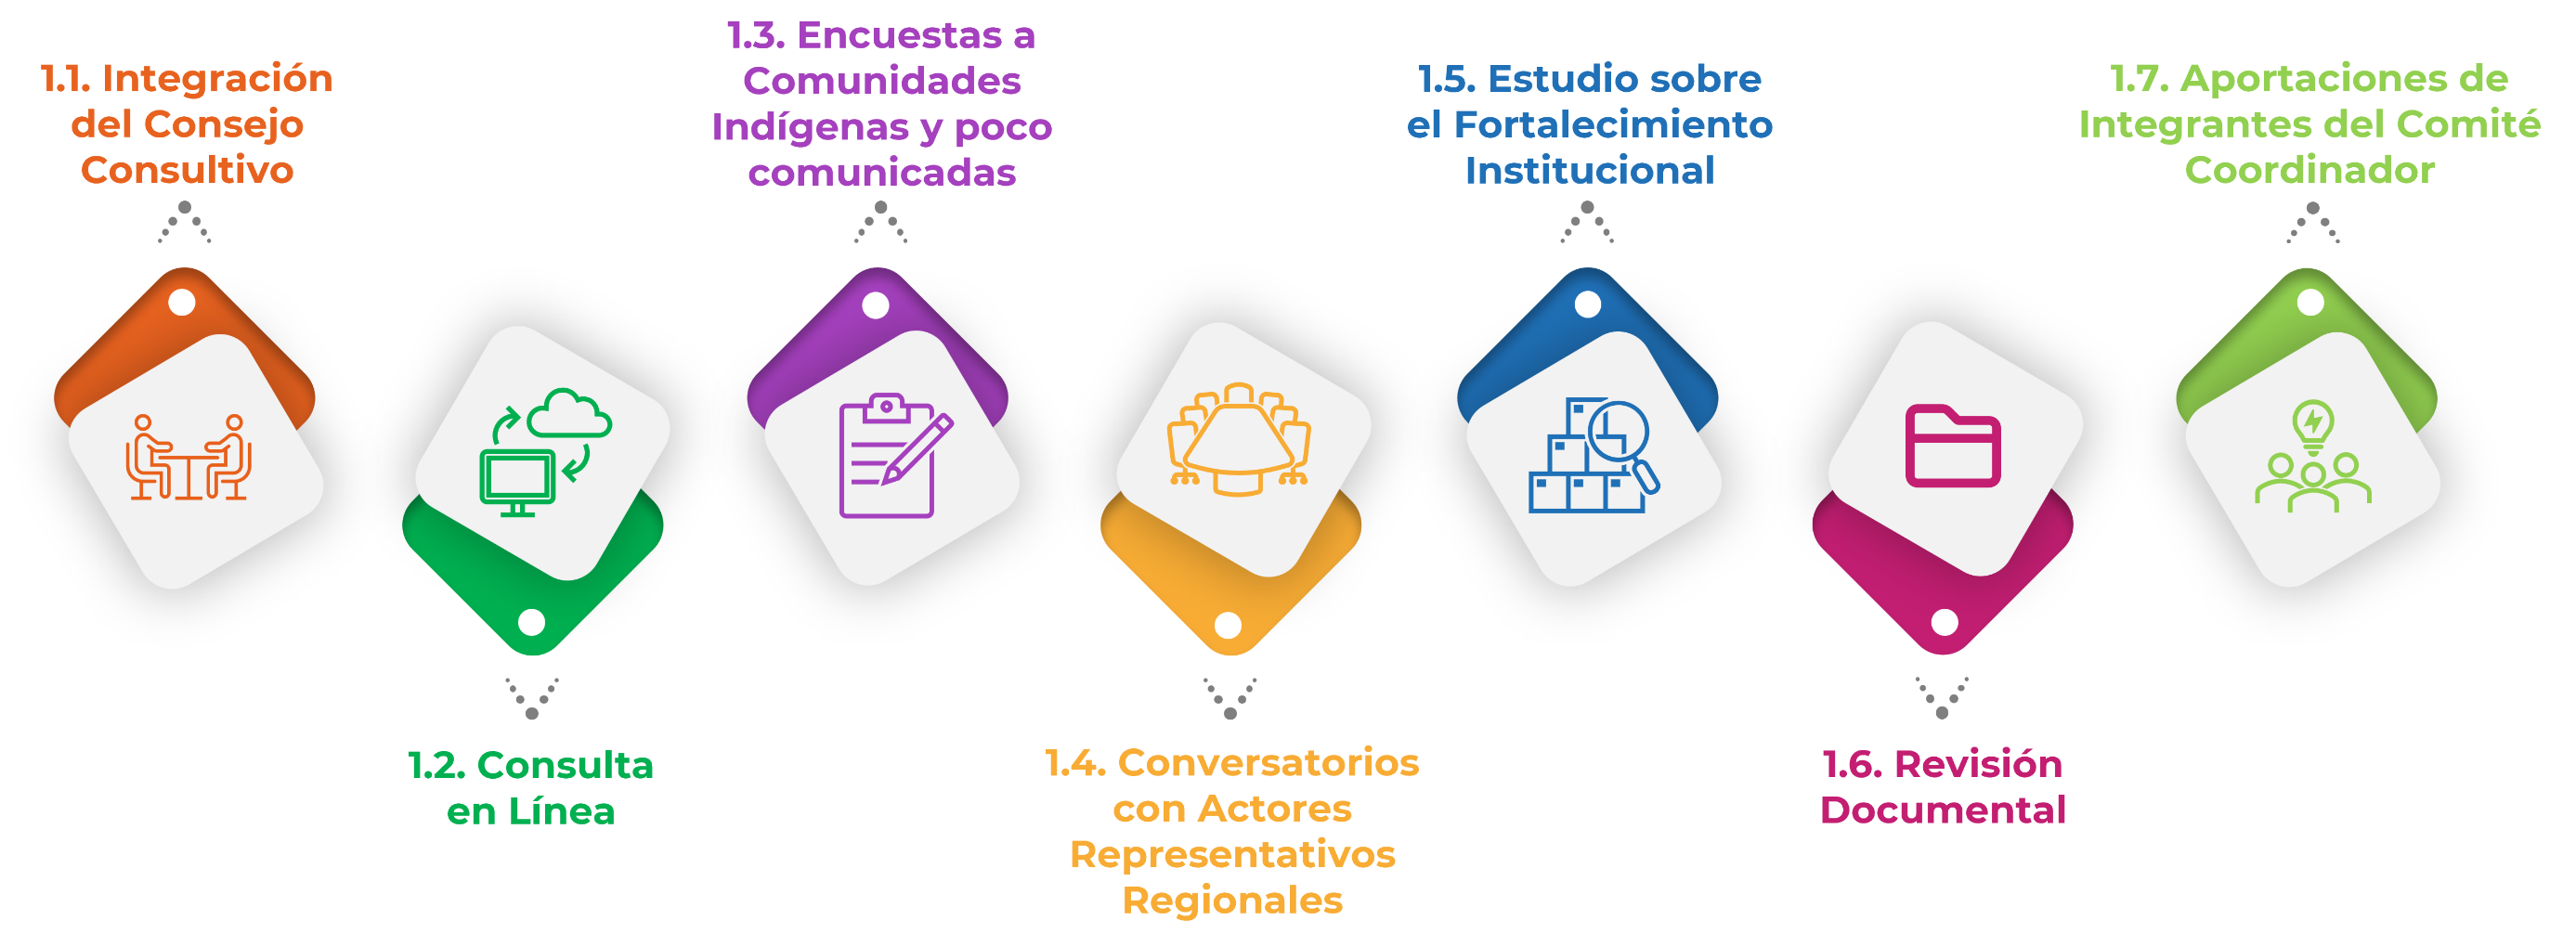 1.1. Integración
del Consejo
Consultivo
1.2. Consulta
en Línea
1.3. Encuestas a
Comunidades
Indígenas y poco
comunicadas
1.4. Conversatorios
con Actores
Representativos
Regionales
1.5. Estudio sobre
el Fortalecimiento
Institucional
1.6. Revisión
Documental
1.7. Aportaciones de
Integrantes del Comité
Coordinador